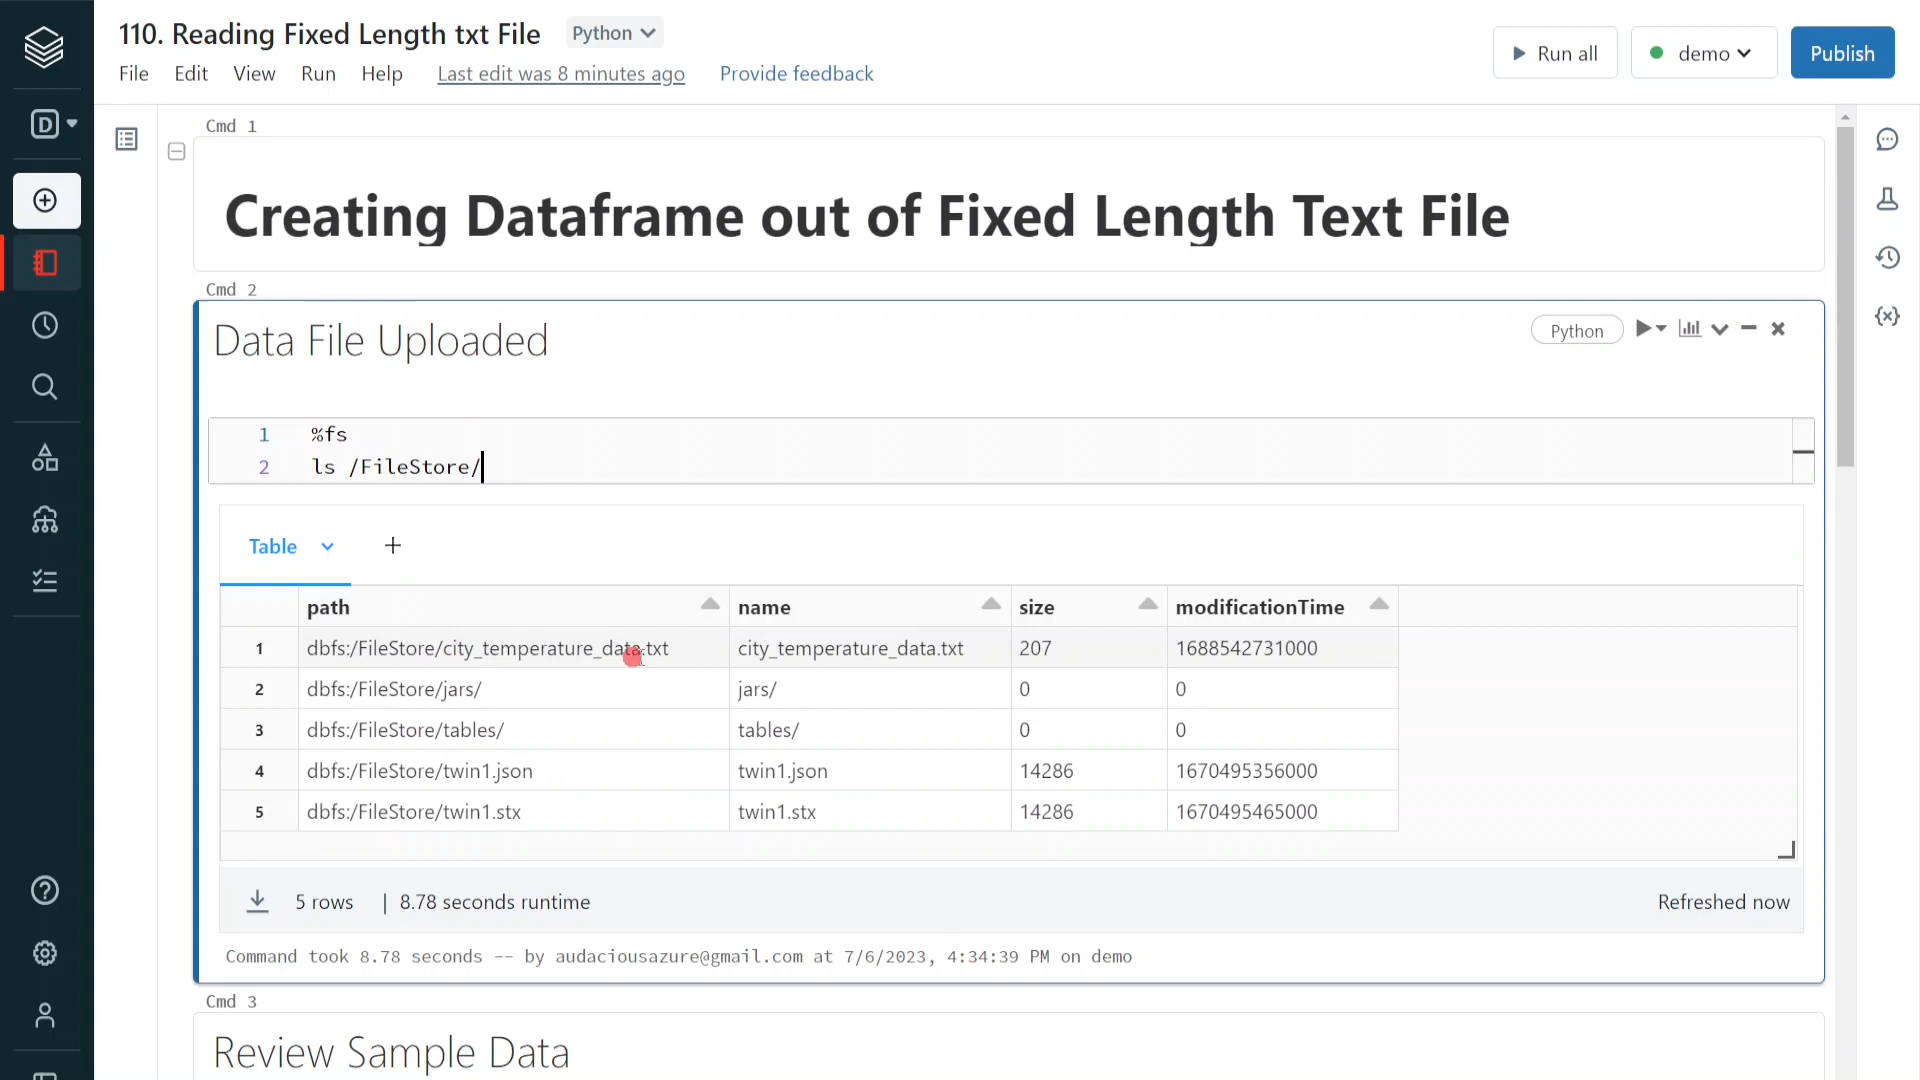 110. Reading Fixed Length txt File
Python
Run all
demo
Publish
File Edit View Run Help Last edit was 8 minutes ago Provide feedback
D
Cmd 1
Creating Dataframe out of Fixed Length Text File
Cmd 2
Data File Uploaded
Python
1 %fs
2 ls /FileStore/
Table +
path name size modificationTime
1 dbfs:/FileStore/city_temperature_data.txt city_temperature_data.txt 207 1688542731000
2 dbfs:/FileStore/jars/ jars/ 0 0
3 dbfs:/FileStore/tables/ tables/ 0 0
4 dbfs:/FileStore/twin1.json twin1.json 14286 1670495356000
5 dbfs:/FileStore/twin1.stx twin1.stx 14286 1670495465000
5 rows | 8.78 seconds runtime Refreshed now
Command took 8.78 seconds -- by audaciousazure@gmail.com at 7/6/2023, 4:34:39 PM on demo
Cmd 3
Review Sample Data